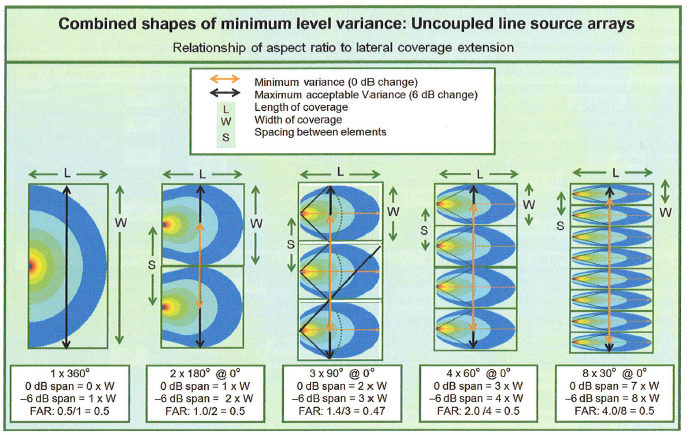 Combined shapes of minimum level variance: Uncoupled line source arrays
Relationship of aspect ratio to lateral coverage extension
Minimum variance (0 dB change)
Maximum acceptable Variance (6 dB change)
L Length of coverage
W Width of coverage
S Spacing between elements
L
L
L
L
L
W
W
W
W
W
S
S
S
S
1 x 360°
0 dB span = 0 x W
–6 dB span = 1 x W
FAR: 0.5/1 = 0.5
2 x 180° @ 0°
0 dB span = 1 x W
–6 dB span = 2 x W
FAR: 1.0/2 = 0.5
3 x 90° @ 0°
0 dB span = 2 x W
–6 dB span = 3 x W
FAR: 1.4/3 = 0.47
4 x 60° @ 0°
0 dB span = 3 x W
–6 dB span = 4 x W
FAR: 2.0 /4 = 0.5
8 x 30° @ 0°
0 dB span = 7 x W
–6 dB span = 8 x W
FAR: 4.0/8 = 0.5